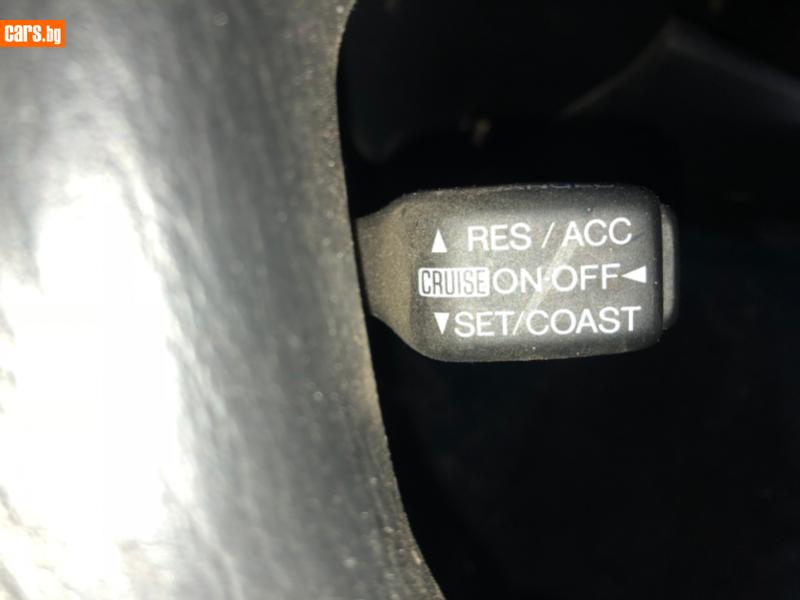 cars.bg
▲ RES / ACC
CRUISE ON-OFF ◄
▼ SET/COAST